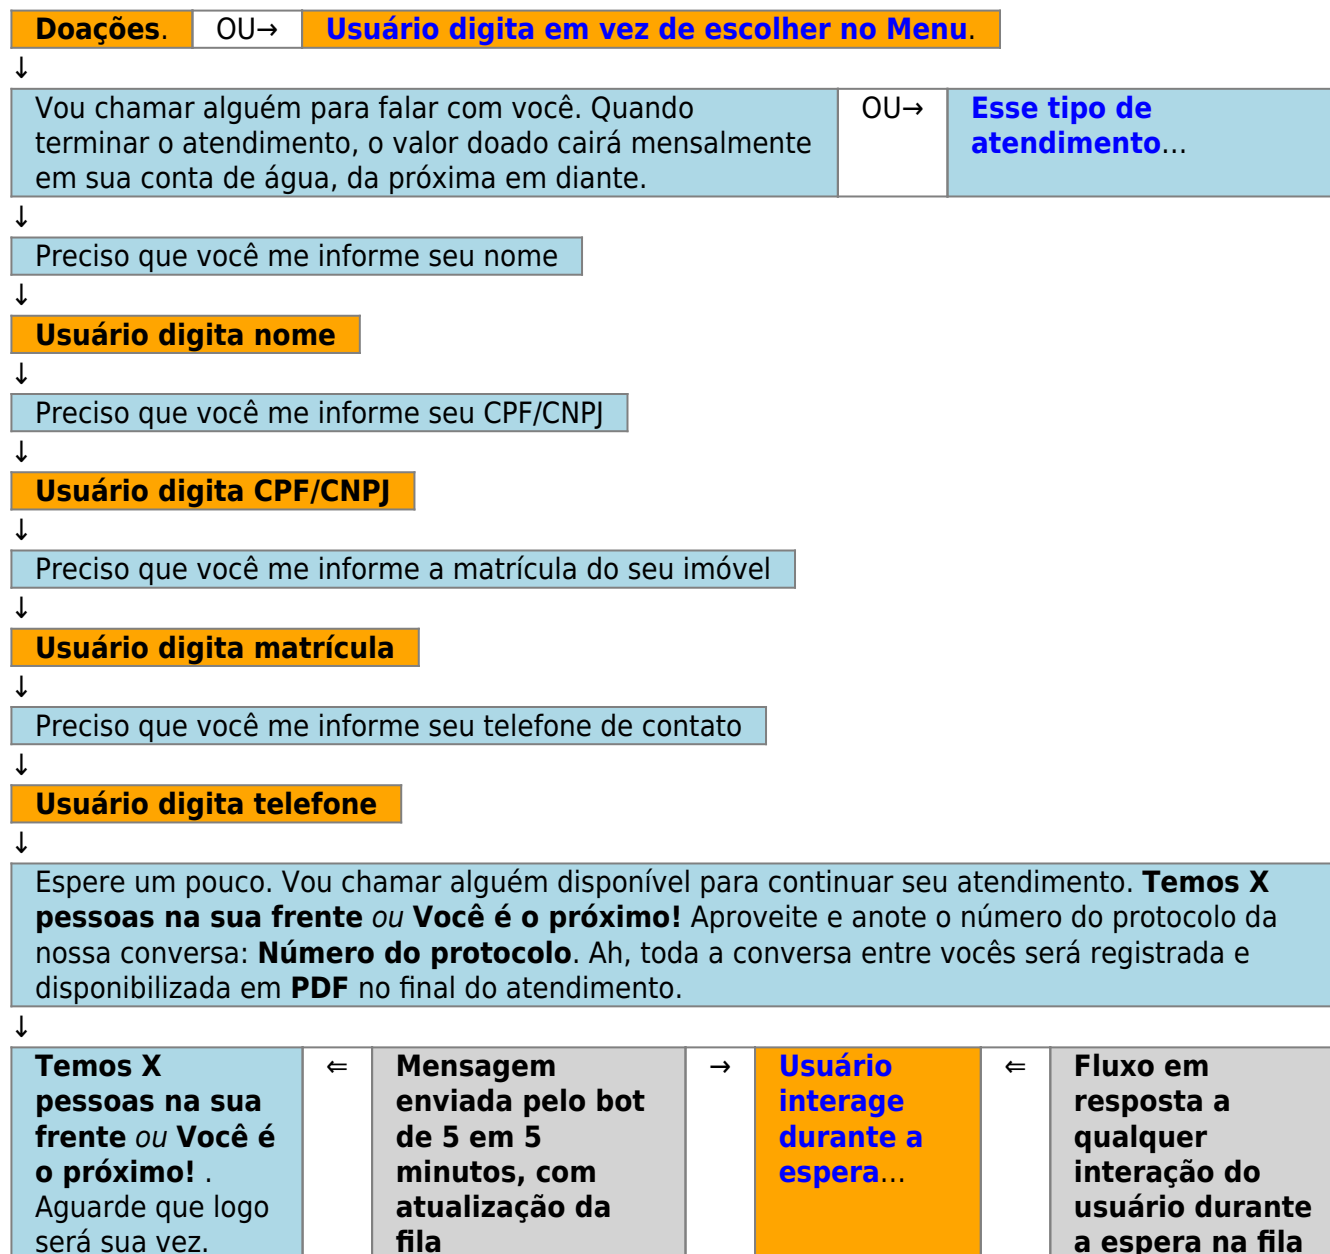 Doações. OU→ Usuário digita em vez de escolher no Menu.
↓
Vou chamar alguém para falar com você. Quando
terminar o atendimento, o valor doado cairá mensalmente
em sua conta de água, da próxima em diante.
OU→
Esse tipo de
atendimento...
↓
Preciso que você me informe seu nome
↓
Usuário digita nome
↓
Preciso que você me informe seu CPF/CNPJ
↓
Usuário digita CPF/CNPJ
↓
Preciso que você me informe a matrícula do seu imóvel
↓
Usuário digita matrícula
↓
Preciso que você me informe seu telefone de contato
↓
Usuário digita telefone
↓
Espere um pouco. Vou chamar alguém disponível para continuar seu atendimento. Temos X
pessoas na sua frente ou Você é o próximo! Aproveite e anote o número do protocolo da
nossa conversa: Número do protocolo. Ah, toda a conversa entre vocês será registrada e
disponibilizada em PDF no final do atendimento.
↓
Temos X
pessoas na sua
frente ou Você é
o próximo! .
Aguarde que logo
será sua vez.
⇐
Mensagem
enviada pelo bot
de 5 em 5
minutos, com
atualização da
fila
→
Usuário
interage
durante a
espera...
⇐
Fluxo em
resposta a
qualquer
interação do
usuário durante
a espera na fila